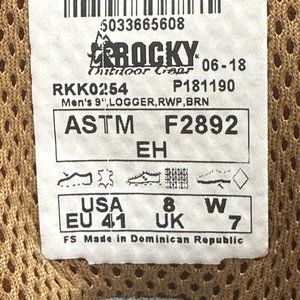 5033665608
ROCKY
Outdoor Gear
06-18
RKK0254 P181190
Men's 9", LOGGER,RWP,BRN
ASTM F2892
EH
USA 8 W
EU 41 UK 7
FS Made in Dominican Republic